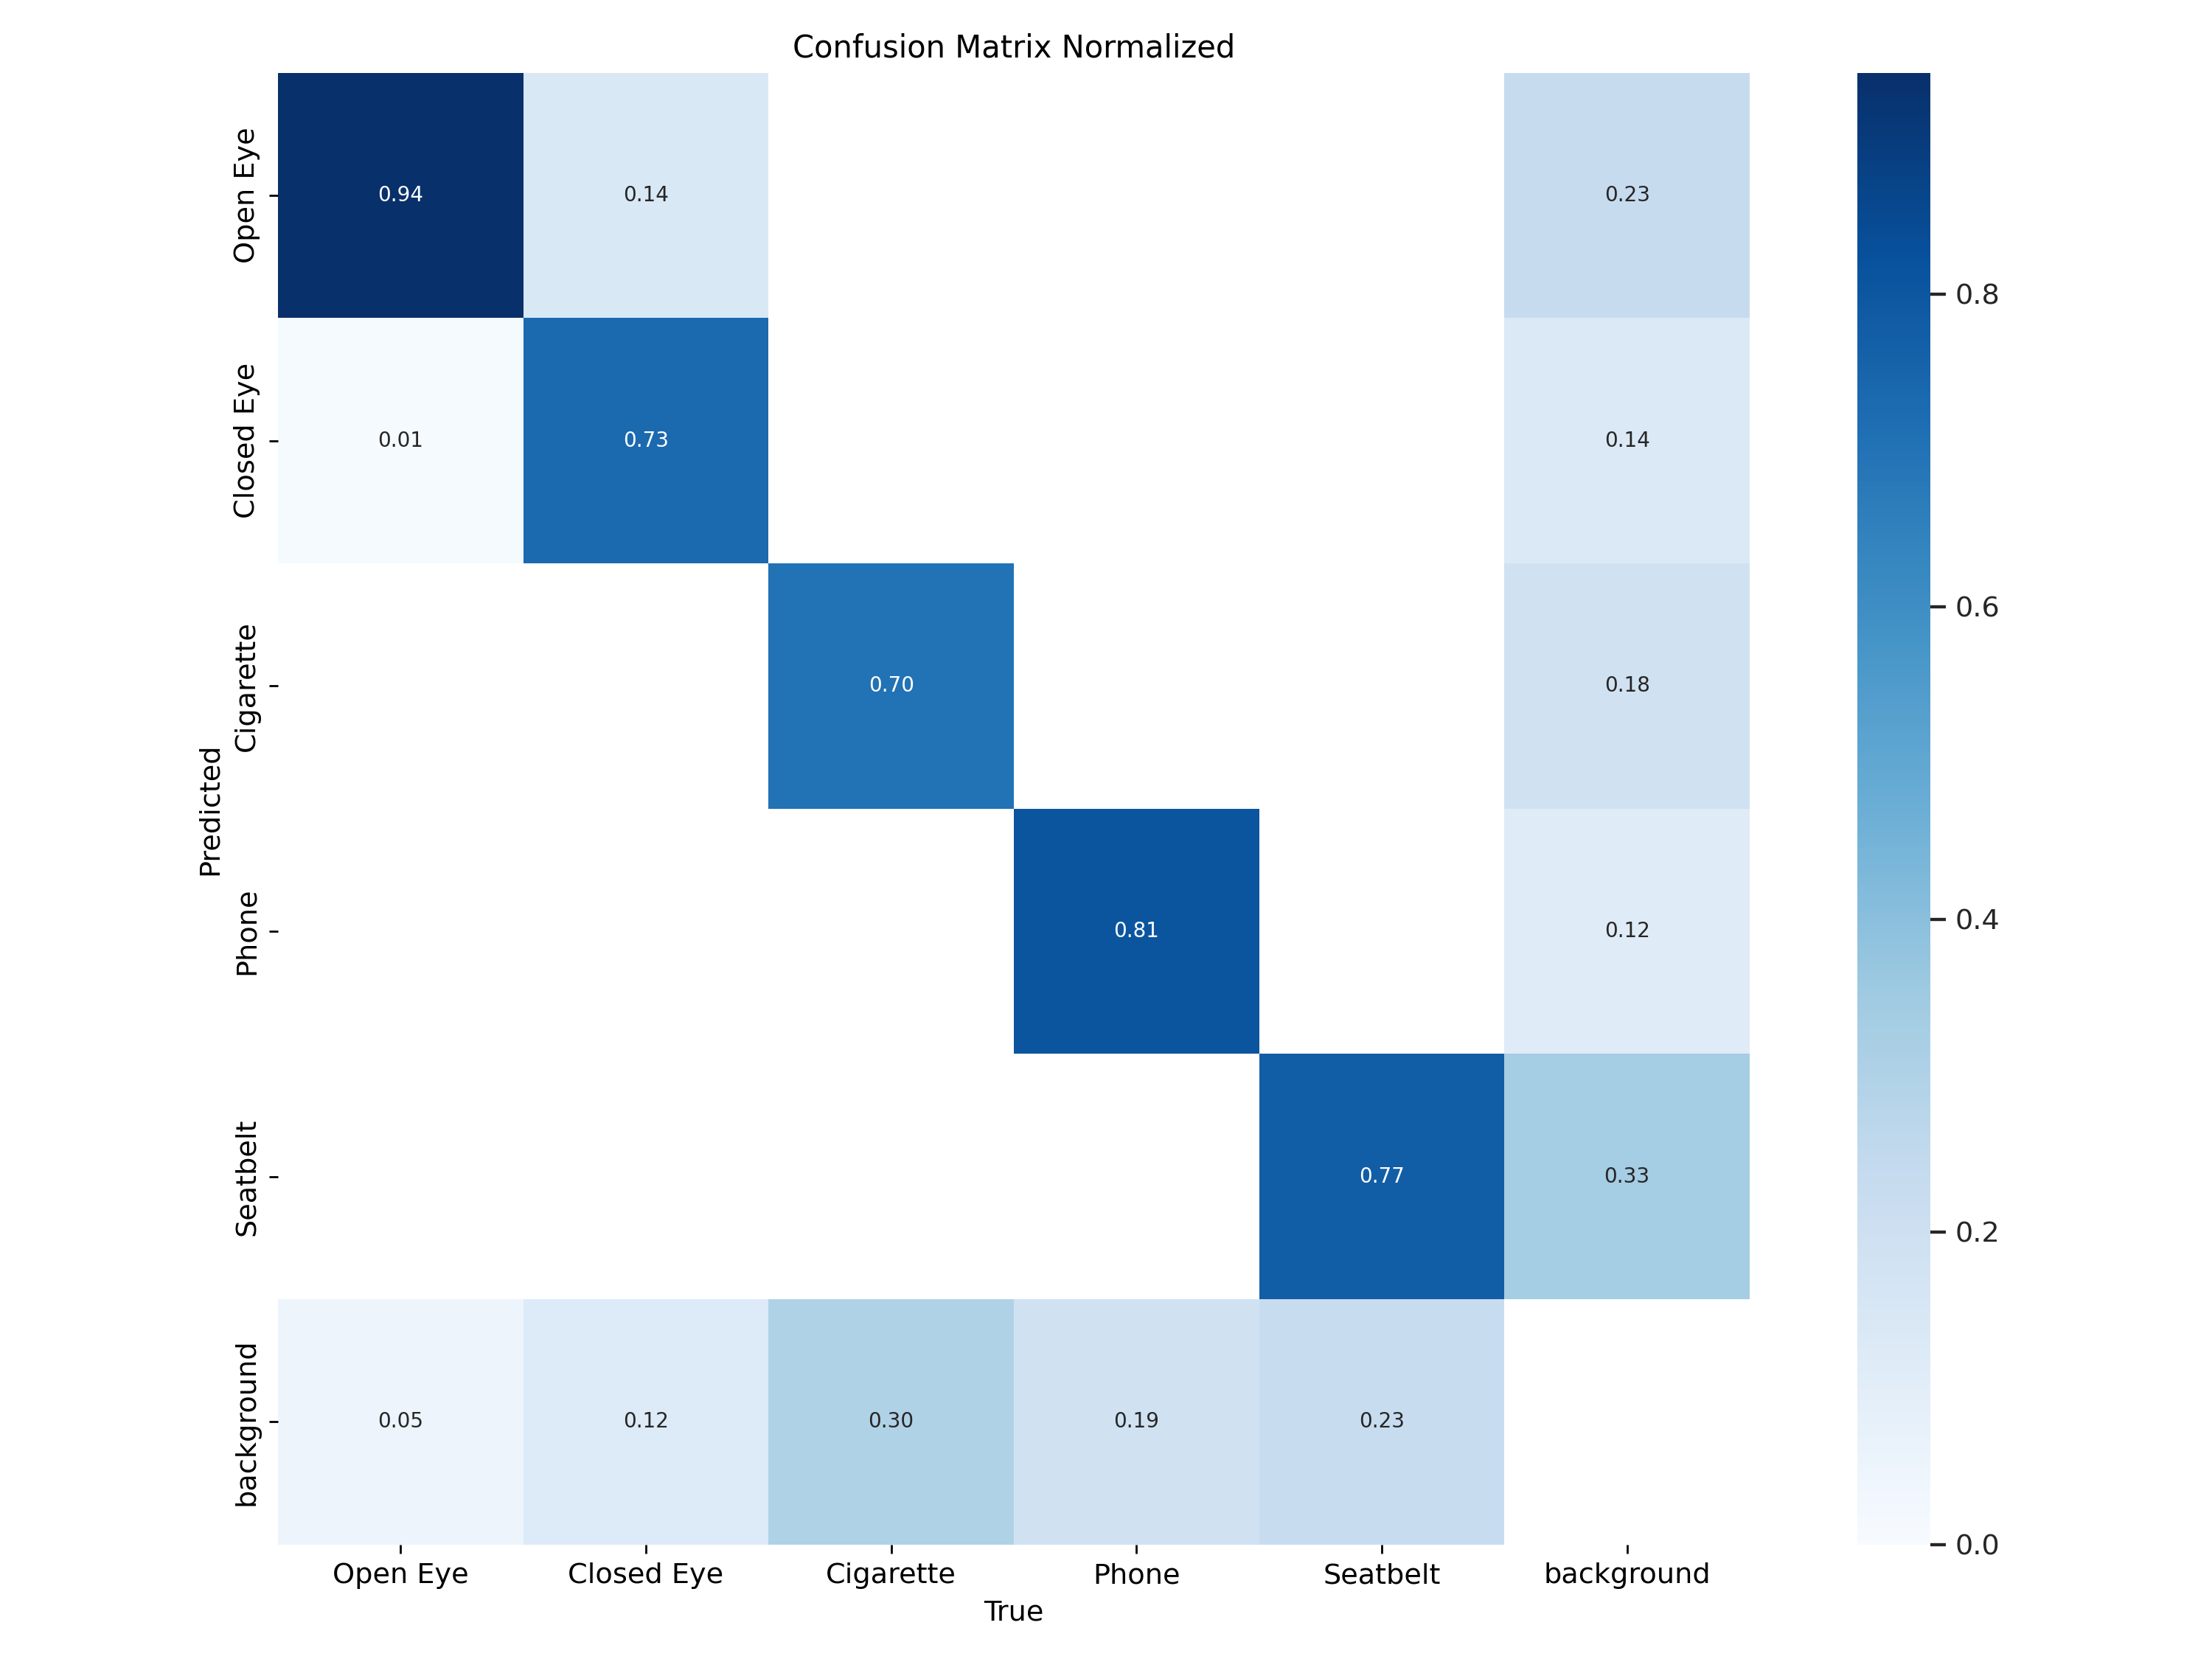 Confusion Matrix Normalized
Open Eye 0.94 0.14 0.23
Closed Eye 0.01 0.73 0.14
Cigarette 0.70 0.18
Phone 0.81 0.12
Seatbelt 0.77 0.33
background 0.05 0.12 0.30 0.19 0.23
Predicted
Open Eye Closed Eye Cigarette Phone Seatbelt background
True
0.8
0.6
0.4
0.2
0.0